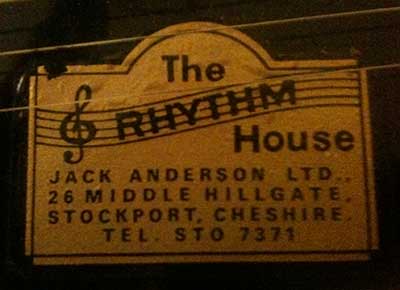 The
RHYTHM
House
JACK ANDERSON LTD.,
26 MIDDLE HILLGATE,
STOCKPORT, CHESHIRE.
TEL. STO 7371